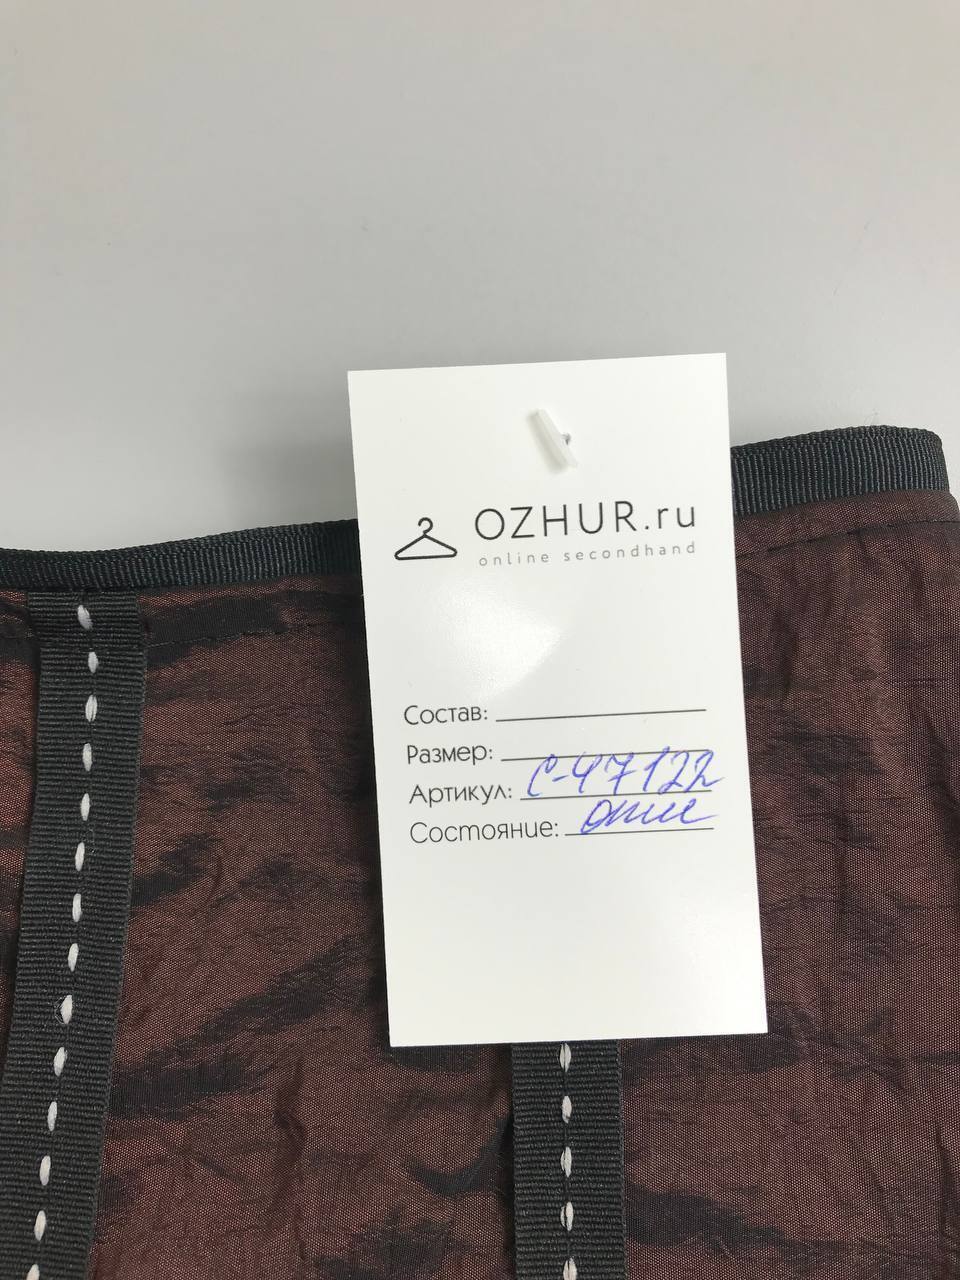 OZHUR.ru
online secondhand
Состав:
Размер:
Артикул: С-47122
Состояние: отл